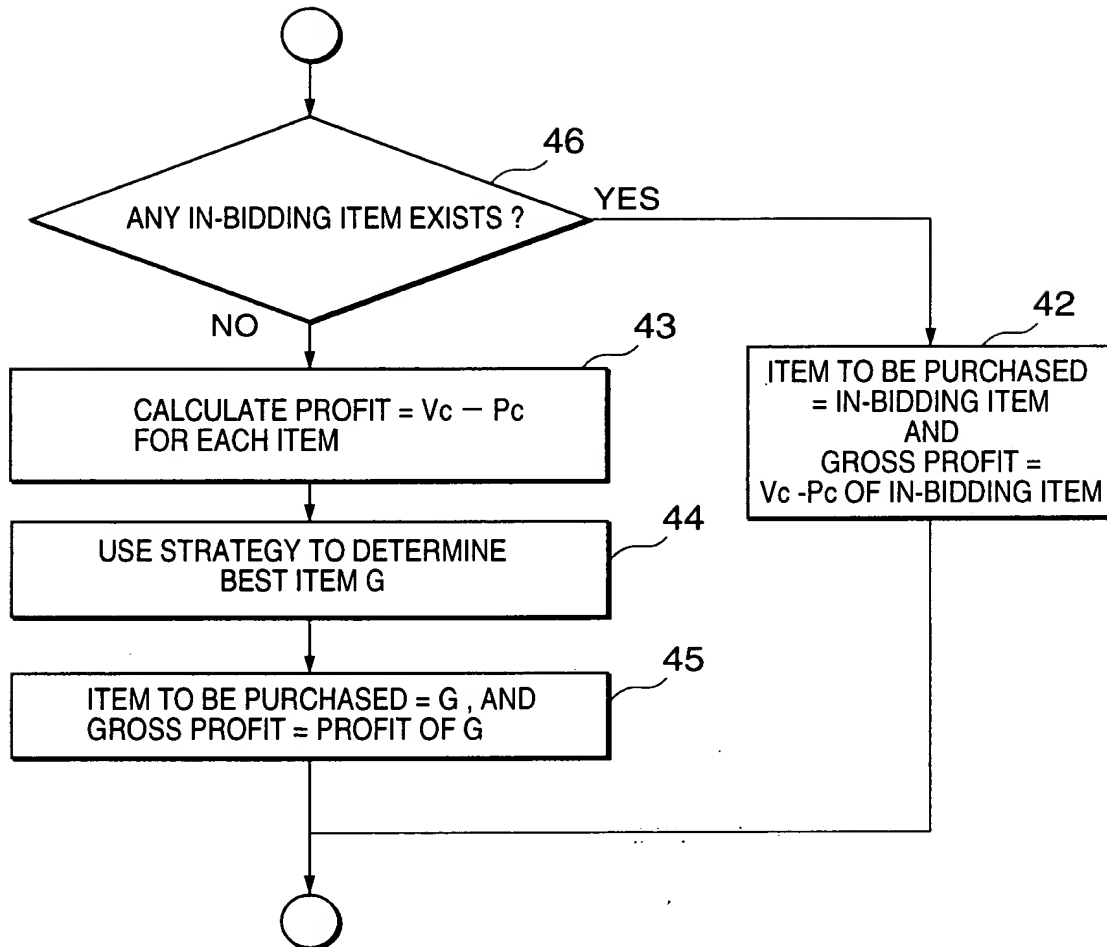 46
ANY IN-BIDDING ITEM EXISTS ?
YES
NO
43
CALCULATE PROFIT = Vc – Pc
FOR EACH ITEM
44
USE STRATEGY TO DETERMINE
BEST ITEM G
45
ITEM TO BE PURCHASED = G , AND
GROSS PROFIT = PROFIT OF G
42
ITEM TO BE PURCHASED
= IN-BIDDING ITEM
AND
GROSS PROFIT =
Vc -Pc OF IN-BIDDING ITEM